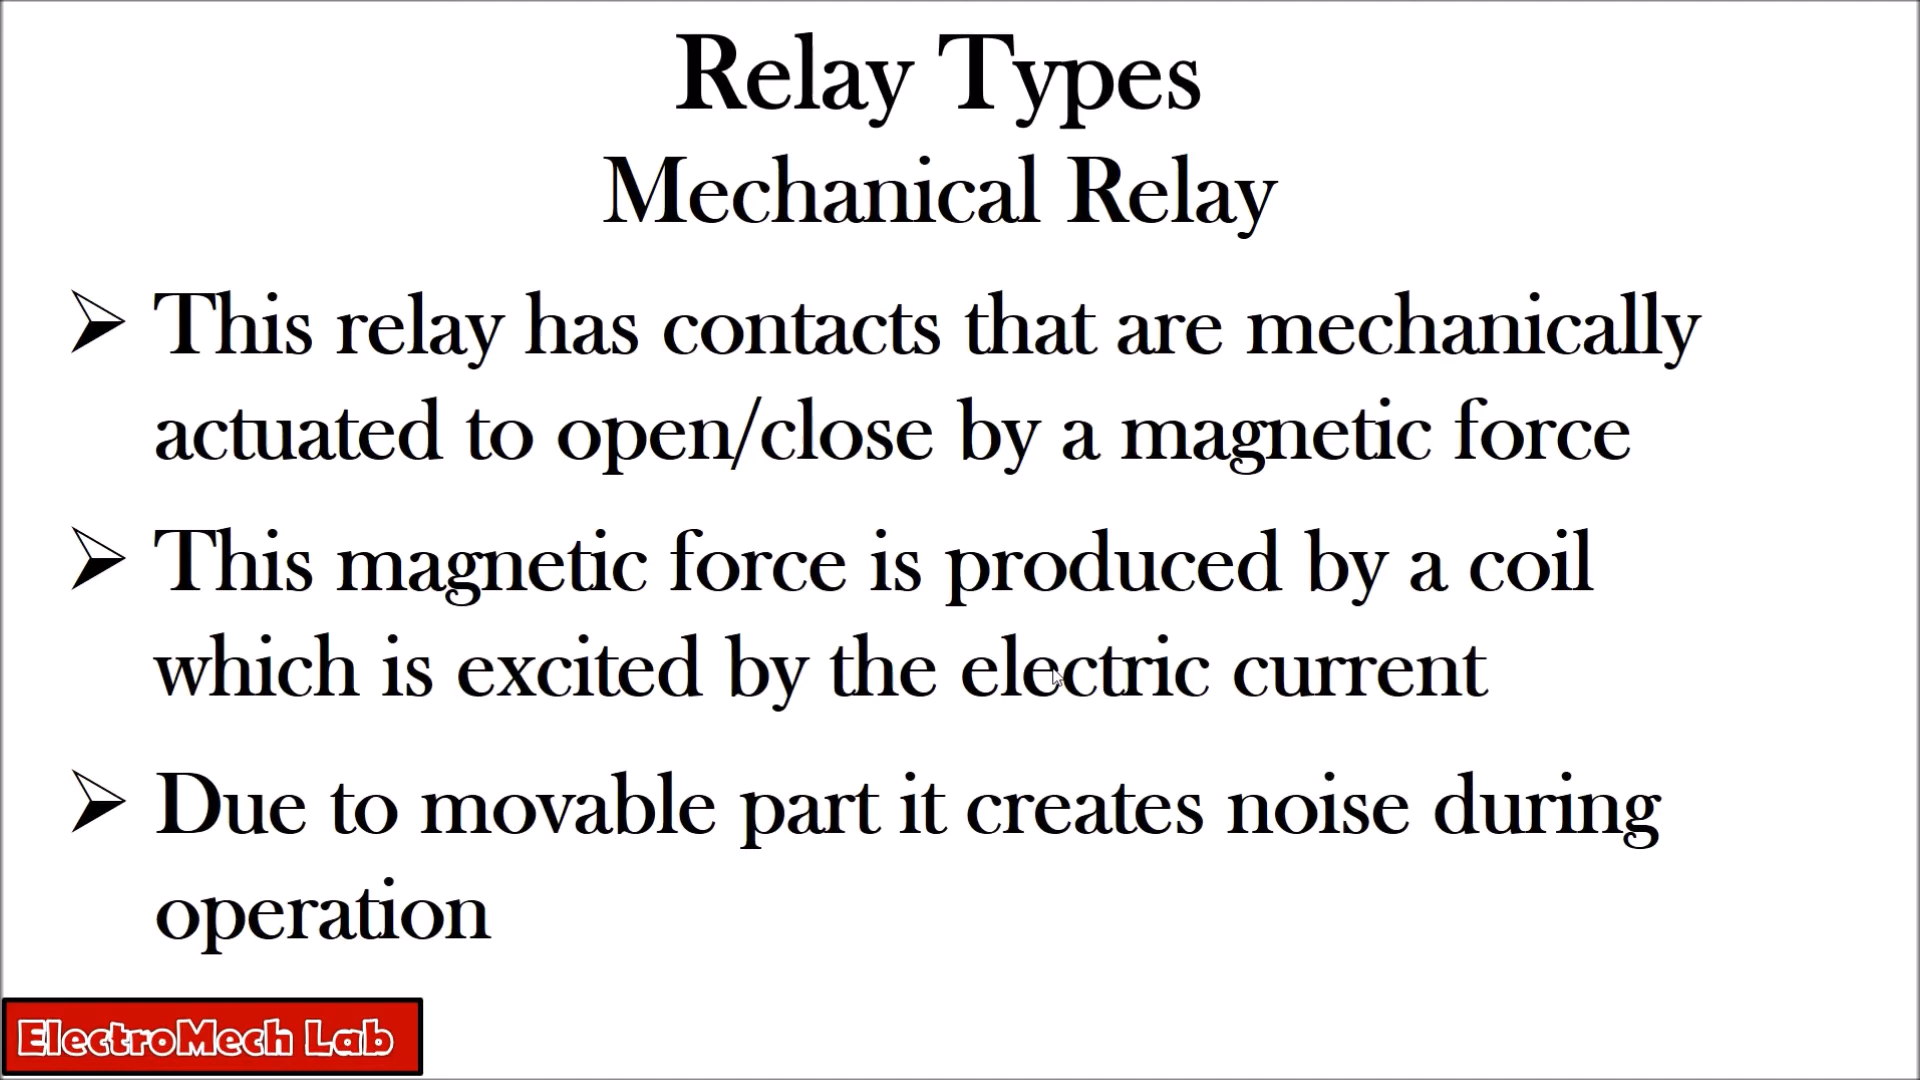 Relay Types
Mechanical Relay
This relay has contacts that are mechanically
actuated to open/close by a magnetic force
This magnetic force is produced by a coil
which is excited by the electric current
Due to movable part it creates noise during
operation
ElectroMech Lab